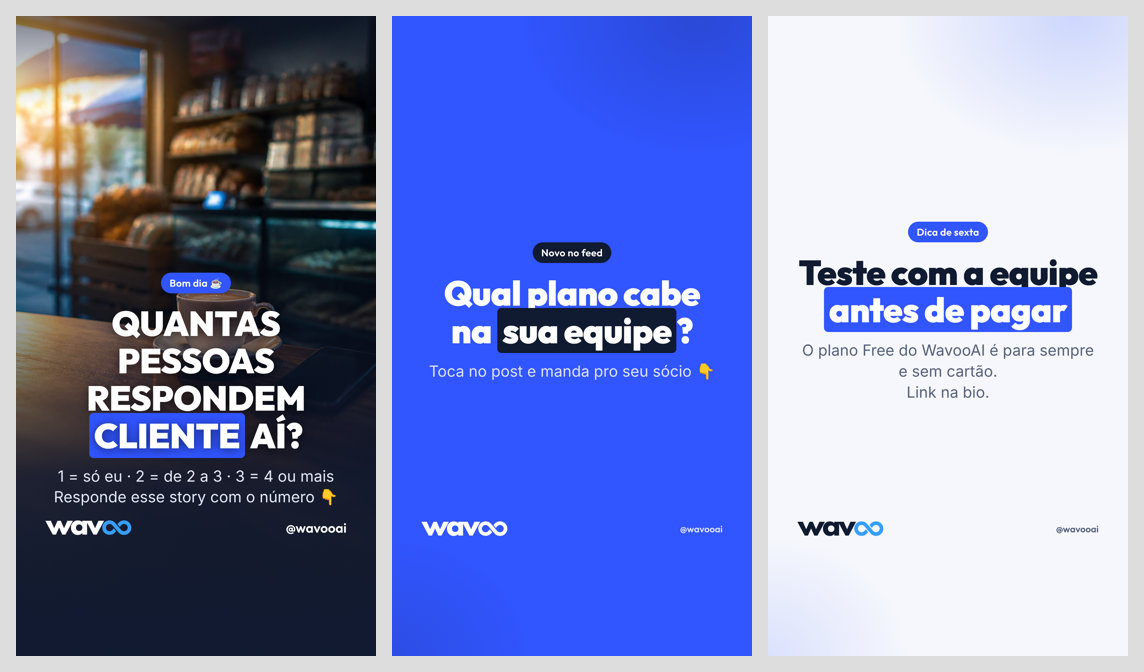 Bom dia ☕
QUANTAS
PESSOAS
RESPONDEM
CLIENTE AÍ?
1 = só eu · 2 = de 2 a 3 · 3 = 4 ou mais
Responde esse story com o número 👇
wavoo
@wavooai
Novo no feed
Qual plano cabe
na sua equipe?
Toca no post e manda pro seu sócio 👇
wavoo
@wavooai
Dica de sexta
Teste com a equipe
antes de pagar
O plano Free do WavooAI é para sempre
e sem cartão.
Link na bio.
wavoo
@wavooai